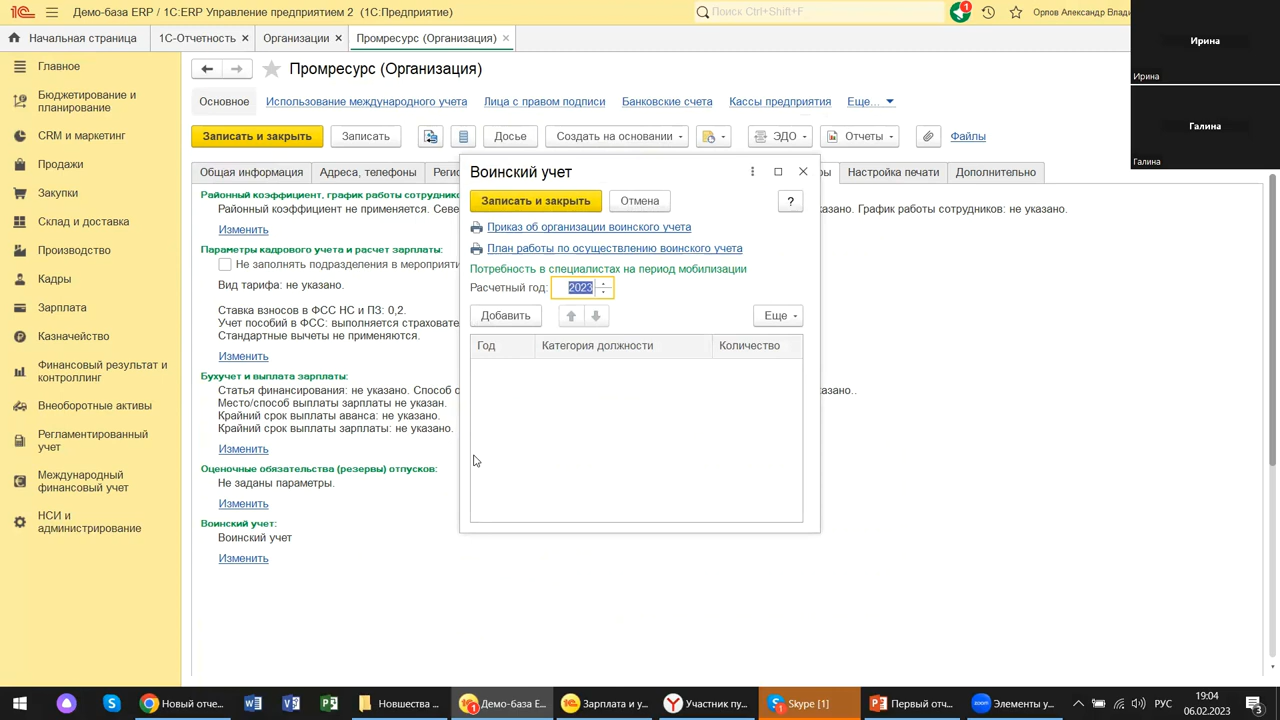 Демо-база ERP / 1С:ERP Управление предприятием 2 (1С:Предприятие)
Поиск Ctrl+Shift+F
1
Орлов Александр Влади
Начальная страница
1С-Отчетность
Организации
Промресурс (Организация)
Ирина
Ирина
Галина
Галина
Главное
Бюджетирование и
планирование
CRM и маркетинг
Продажи
Закупки
Склад и доставка
Производство
Кадры
Зарплата
Казначейство
Финансовый результат и
контроллинг
Внеоборотные активы
Регламентированный
учет
Международный
финансовый учет
НСИ и
администрирование
Промресурс (Организация)
Основное
Использование международного учета
Лица с правом подписи
Банковские счета
Кассы предприятия
Еще...
Записать и закрыть
Записать
Досье
Создать на основании
ЭДО
Отчеты
Файлы
Общая информация
Адреса, телефоны
Реги
ры
Настройка печати
Дополнительно
Районный коэффициент, график работы сотруднико
Районный коэффициент не применяется. Севе
казано. График работы сотрудников: не указано.
Изменить
Параметры кадрового учета и расчет зарплаты:
Не заполнять подразделения в мероприяти
Вид тарифа: не указано.
Ставка взносов в ФСС НС и ПЗ: 0,2.
Учет пособий в ФСС: выполняется страховате
Стандартные вычеты не применяются.
Изменить
Бухучет и выплата зарплаты:
Статья финансирования: не указано. Способ о
казано..
Место/способ выплаты зарплаты не указан.
Крайний срок выплаты аванса: не указано.
Крайний срок выплаты зарплаты: не указано.
Изменить
Оценочные обязательства (резервы) отпусков:
Не заданы параметры.
Изменить
Воинский учет:
Воинский учет
Изменить
Воинский учет
Записать и закрыть
Отмена
?
Приказ об организации воинского учета
План работы по осуществлению воинского учета
Потребность в специалистах на период мобилизации
Расчетный год:
2023
Добавить
Еще
Год
Категория должности
Количество
Новый отче...
Новшества ...
Демо-база Е...
Зарплата и у...
Участник пу...
Skype [1]
Первый отч...
Элементы у...
РУС
19:04
06.02.2023
3